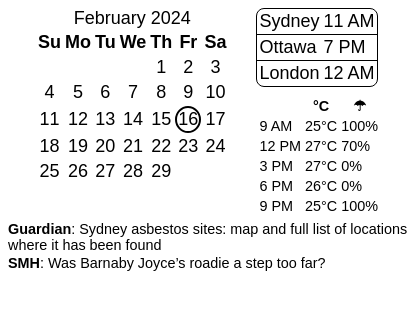 February 2024
Su Mo Tu We Th Fr Sa
1 2 3
4 5 6 7 8 9 10
11 12 13 14 15 16 17
18 19 20 21 22 23 24
25 26 27 28 29
Sydney 11 AM
Ottawa 7 PM
London 12 AM
°C ☂
9 AM 25°C 100%
12 PM 27°C 70%
3 PM 27°C 0%
6 PM 26°C 0%
9 PM 25°C 100%
Guardian: Sydney asbestos sites: map and full list of locations
where it has been found
SMH: Was Barnaby Joyce’s roadie a step too far?